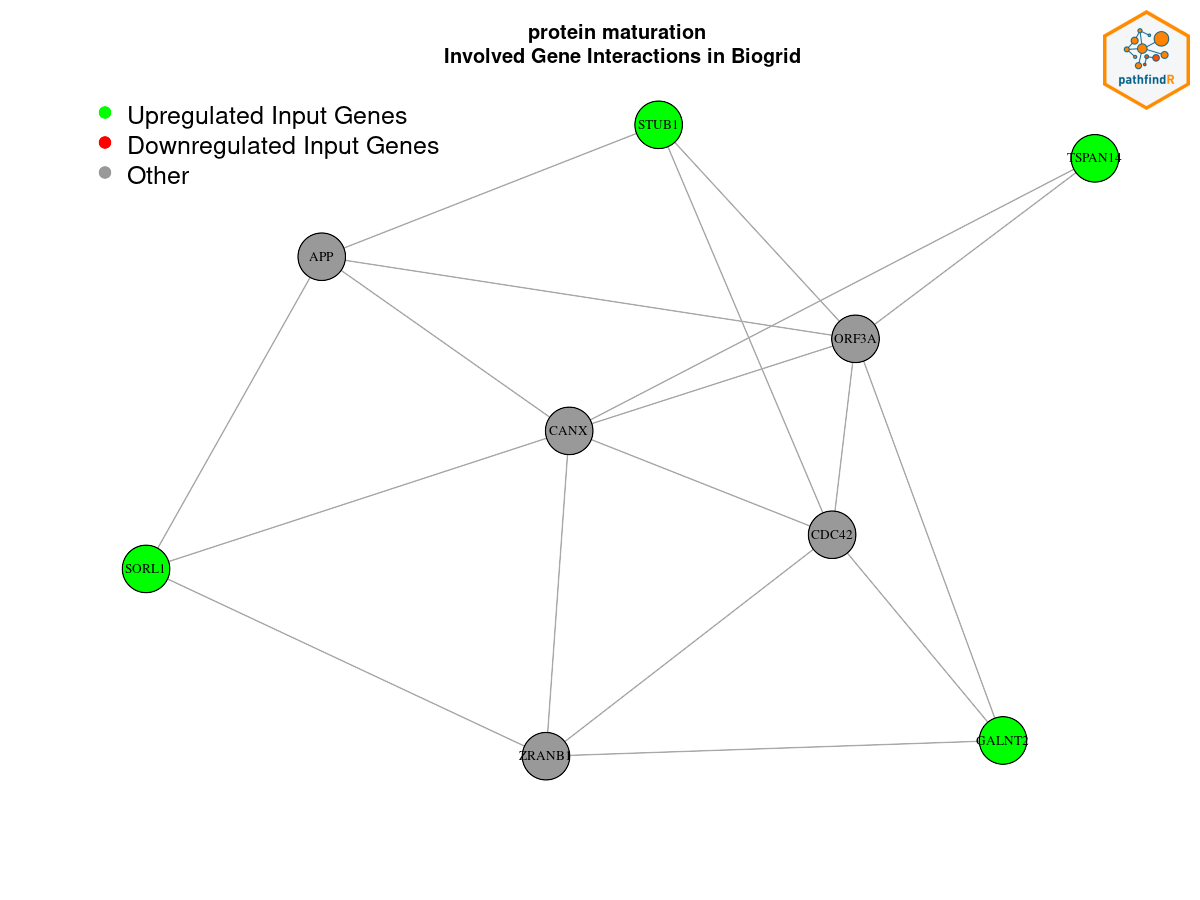 protein maturation
Involved Gene Interactions in Biogrid
pathfindR
Upregulated Input Genes
Downregulated Input Genes
Other
STUB1
TSPAN14
APP
ORF3A
CANX
CDC42
SORL1
GALNT2
ZRANB1